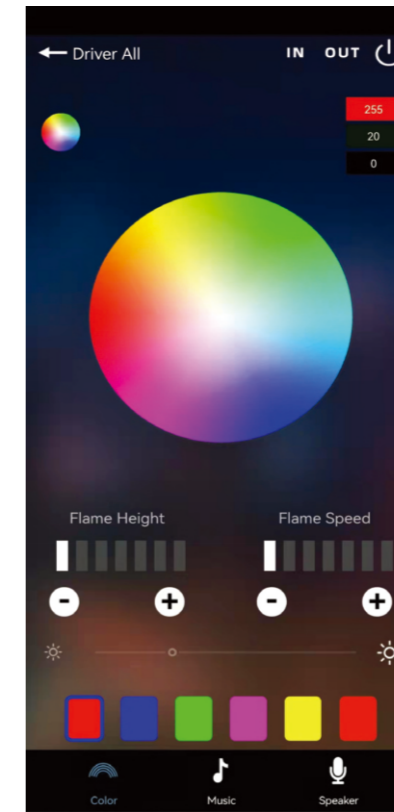 Driver All IN OUT
255
20
0
Flame Height Flame Speed
- + - +
Color Music Speaker